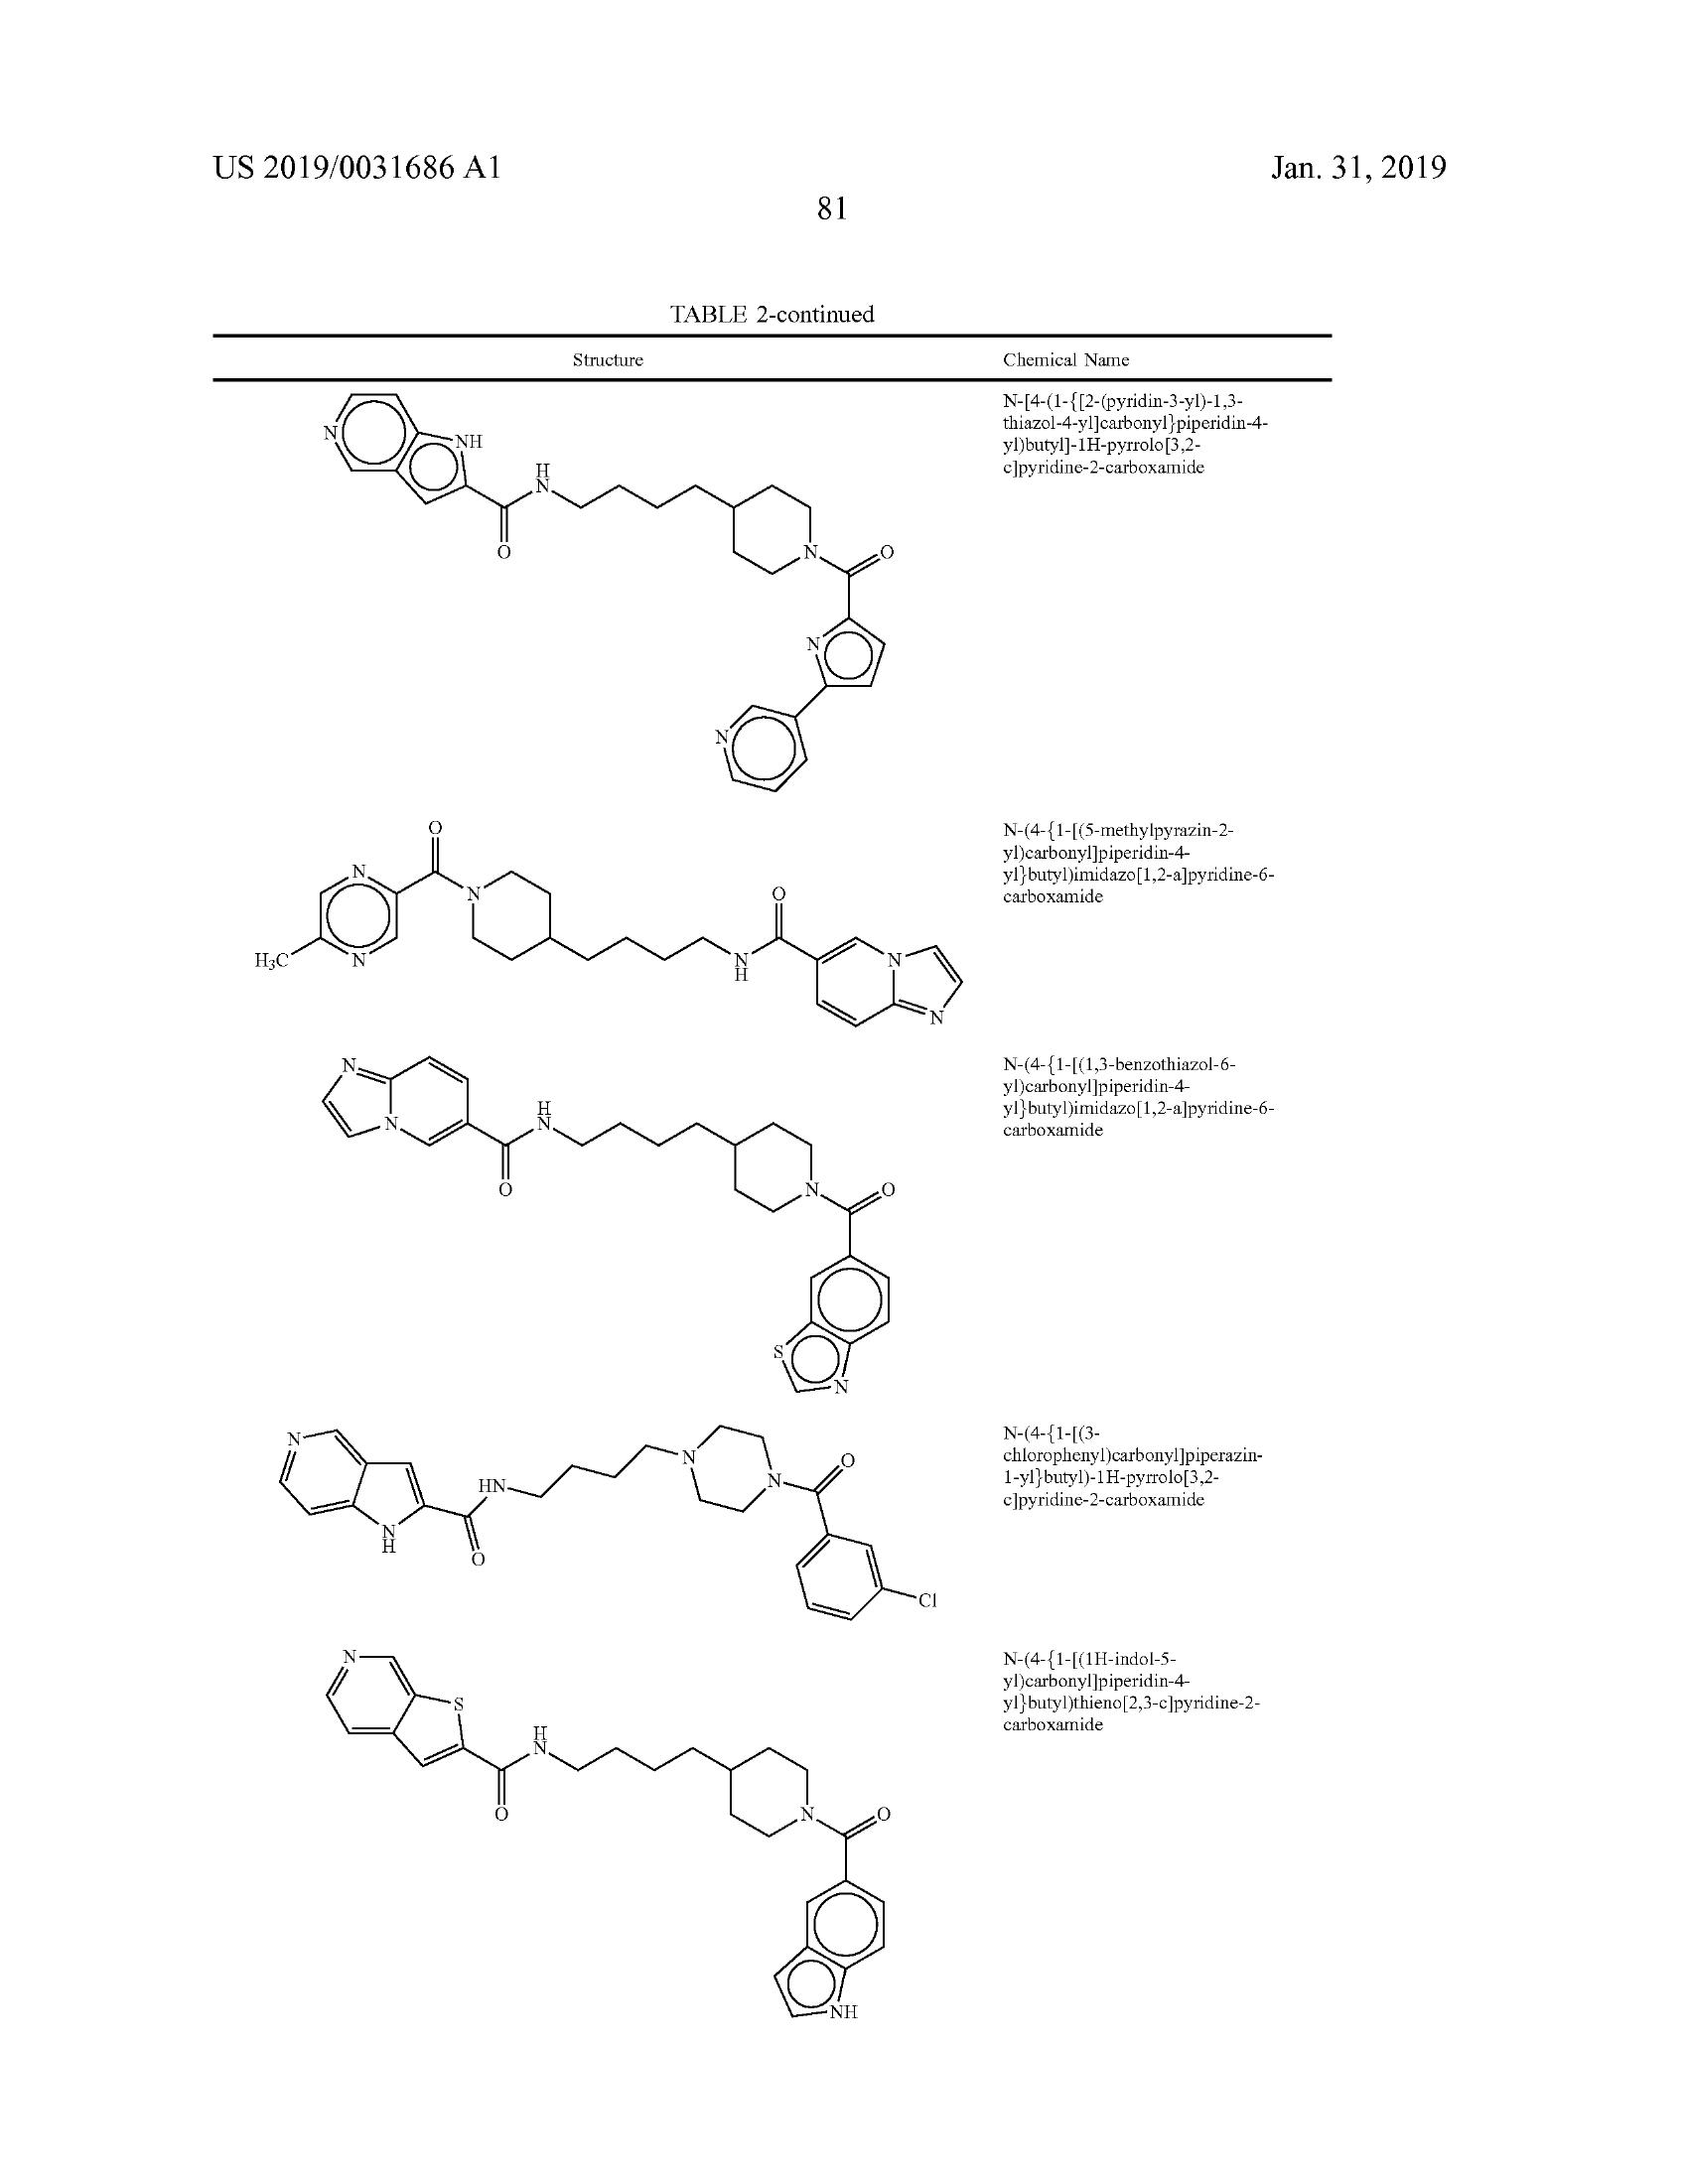 US 2019/0031686 A1
Jan. 31, 2019
81
TABLE 2-continued
Structure
Chemical Name
N-[4-(1-{[2-(pyridin-3-yl)-1,3-
thiazol-4-yl]carbonyl}piperidin-4-
yl)butyl]-1H-pyrrolo[3,2-
c]pyridine-2-carboxamide
N
NH
H
N
O
N
O
N
N
N-(4-{1-[(5-methylpyrazin-2-
yl)carbonyl]piperidin-4-
yl}butyl)imidazo[1,2-a]pyridine-6-
carboxamide
O
N
N
O
H₃C
N
N
H
N
N
N-(4-{1-[(1,3-benzothiazol-6-
yl)carbonyl]piperidin-4-
yl}butyl)imidazo[1,2-a]pyridine-6-
carboxamide
N
H
N
N
O
N
O
S
N
N-(4-{1-[(3-
chlorophenyl)carbonyl]piperazin-
1-yl}butyl)-1H-pyrrolo[3,2-
c]pyridine-2-carboxamide
N
N
O
HN
N
N
H
O
Cl
N-(4-{1-[(1H-indol-5-
yl)carbonyl]piperidin-4-
yl}butyl)thieno[2,3-c]pyridine-2-
carboxamide
N
S
H
N
O
N
O
NH